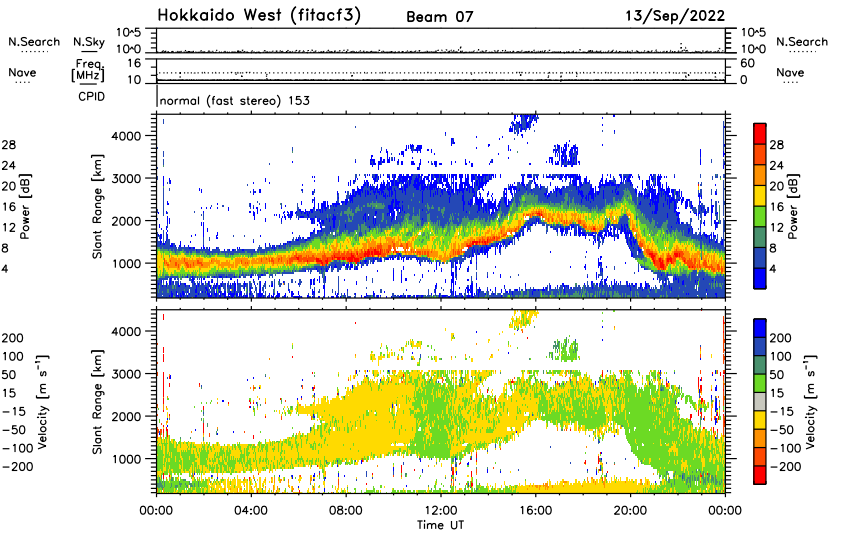 Hokkaido West (fitacf3) Beam 07 13/Sep/2022
N.Search N.Sky 10^5 10^5 N.Search
10^0 10^0
Nave Freq. [MHz] 16 60 Nave
10 0
CPID normal (fast stereo) 153
28 4000 28
24 24
20 3000 20
16 16
12 2000 12
8 8
4 1000 4
Power [dB] Slant Range [km] Power [dB]
200 4000 200
100 100
50 3000 50
15 15
-15 2000 -15
-50 -50
-100 1000 -100
-200 -200
Velocity [m s⁻¹] Slant Range [km] Velocity [m s⁻¹]
00:00 04:00 08:00 12:00 16:00 20:00 00:00
Time UT